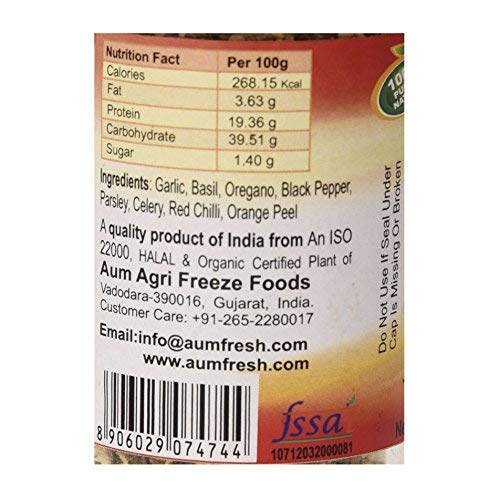 Nutrition Fact Per 100g
Calories 268.15 Kcal
Fat 3.63 g
Protein 19.36 g
Carbohydrate 39.51 g
Sugar 1.40 g
Ingredients: Garlic, Basil, Oregano, Black Pepper,
Parsley, Celery, Red Chilli, Orange Peel
A quality product of India from An ISO
22000, HALAL & Organic Certified Plant of
Aum Agri Freeze Foods
Vadodara-390016, Gujarat, India.
Customer Care: +91-265-2280017
Email:info@aumfresh.com
www.aumfresh.com
8 906029 074744
fssa
10712032000081
Do Not Use If Seal Under
Cap Is Missing Or Broken